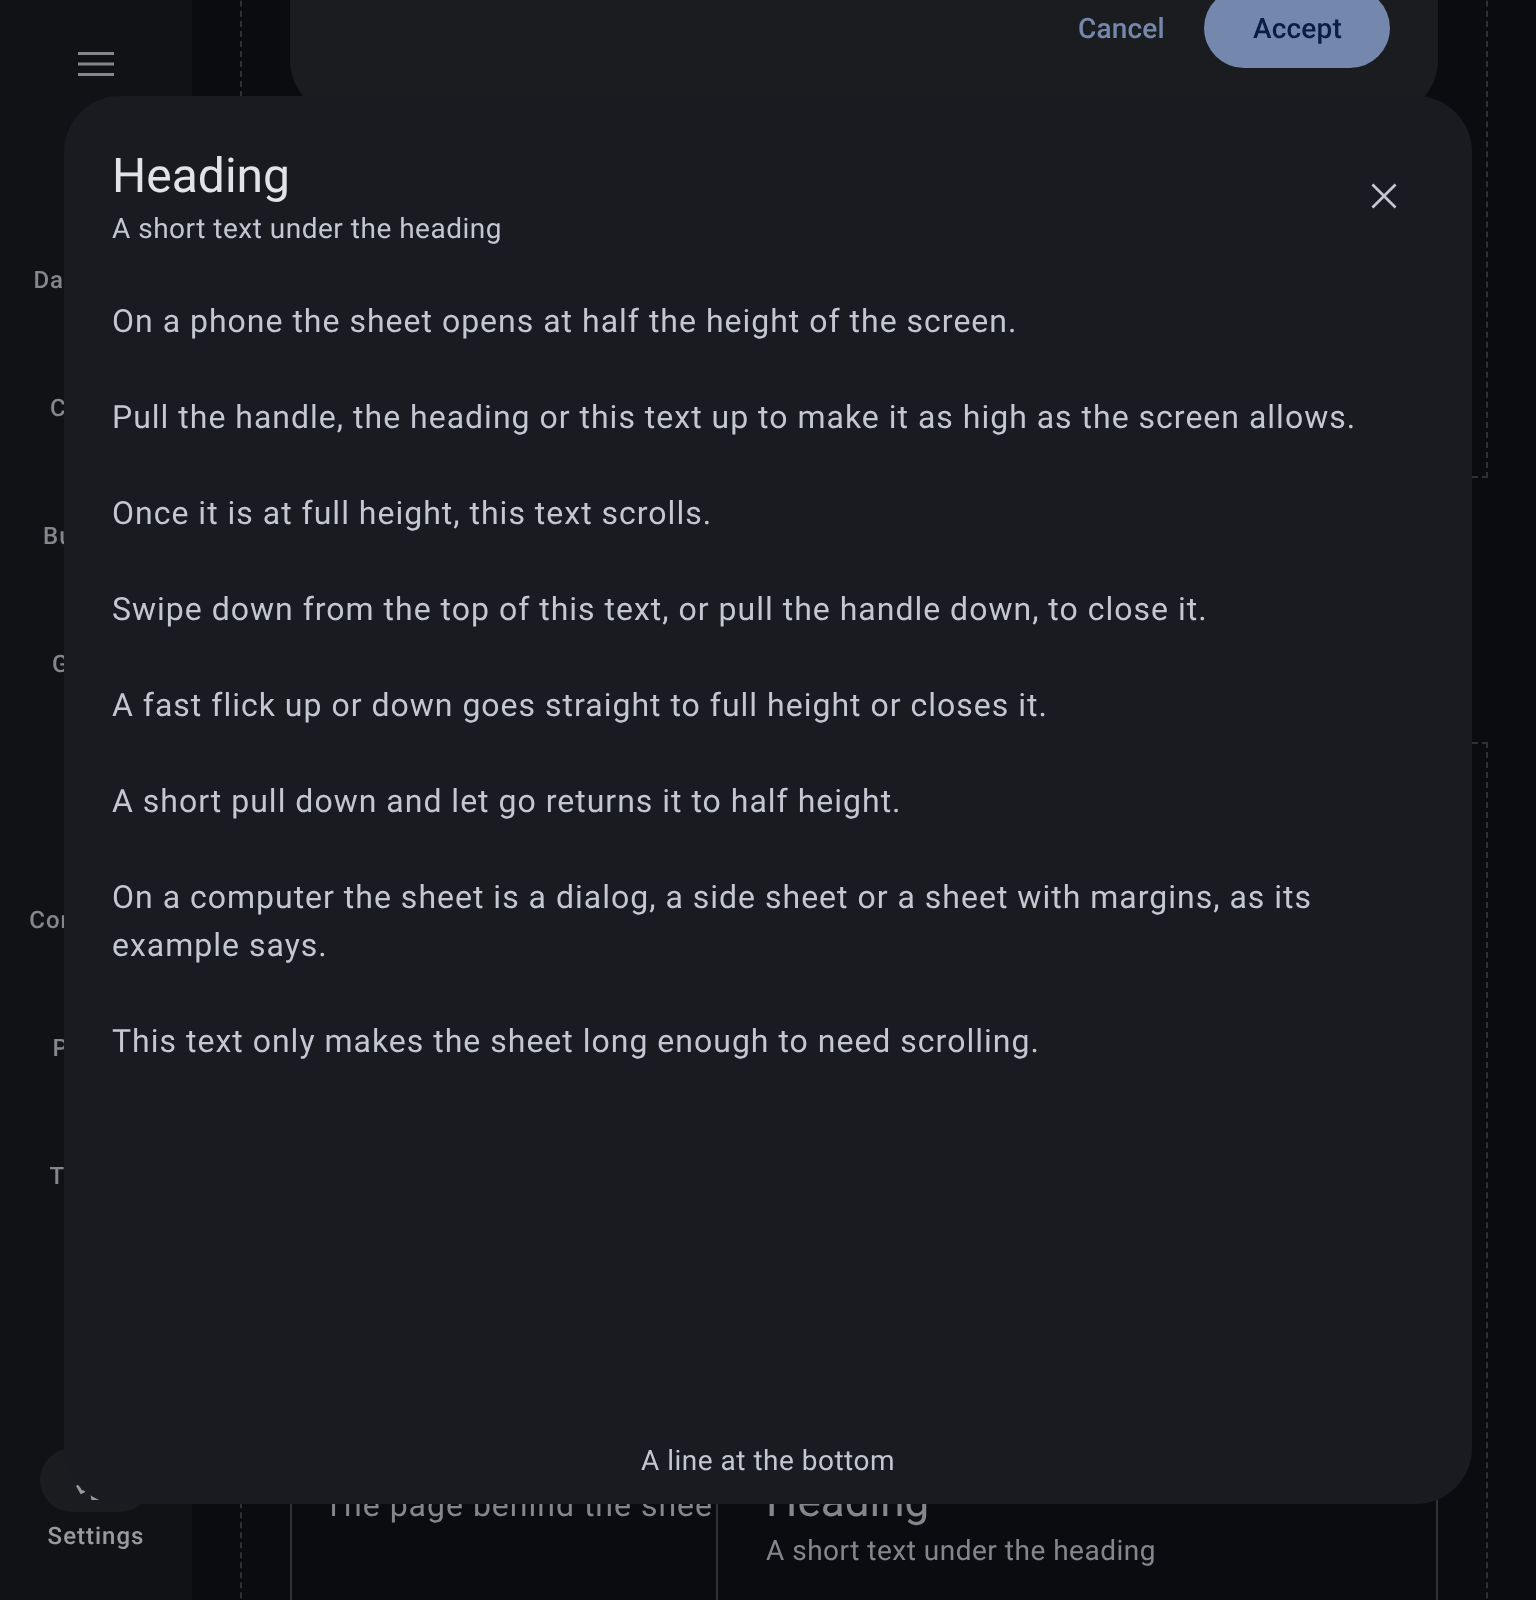 Cancel
Accept
Heading
A short text under the heading
On a phone the sheet opens at half the height of the screen.
Pull the handle, the heading or this text up to make it as high as the screen allows.
Once it is at full height, this text scrolls.
Swipe down from the top of this text, or pull the handle down, to close it.
A fast flick up or down goes straight to full height or closes it.
A short pull down and let go returns it to half height.
On a computer the sheet is a dialog, a side sheet or a sheet with margins, as its
example says.
This text only makes the sheet long enough to need scrolling.
A line at the bottom
The page behind the
Heading
Settings
A short text under the heading